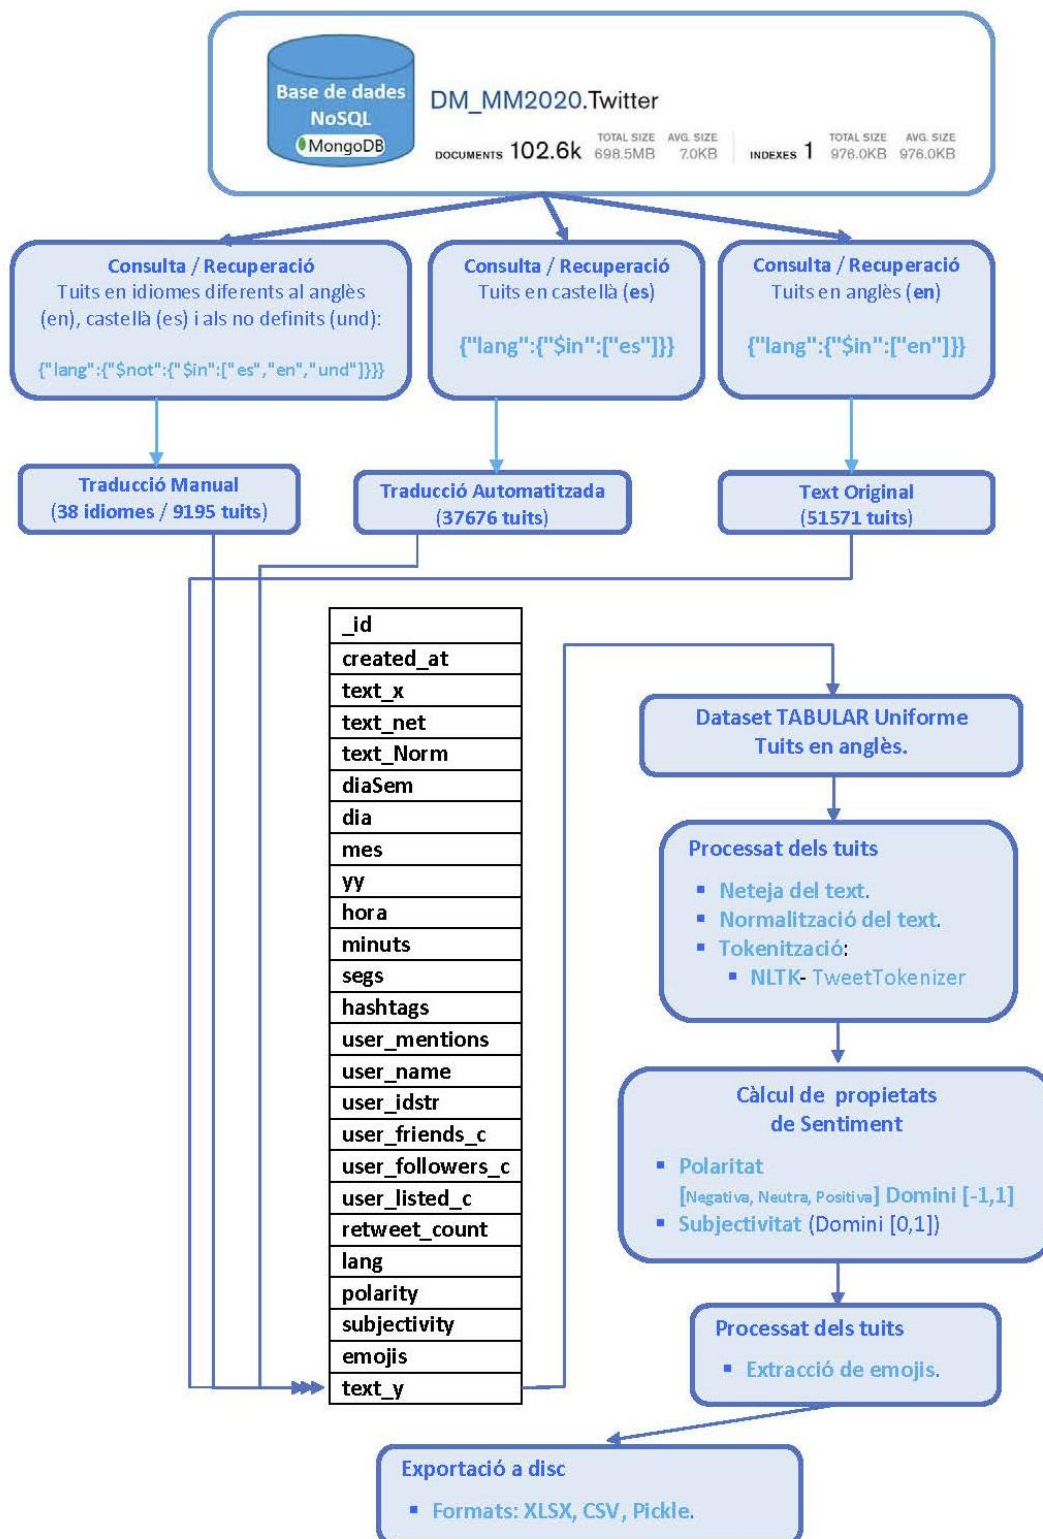 Base de dades
NoSQL
MongoDB
DM_MM2020.Twitter
DOCUMENTS 102.6k TOTAL SIZE 698.5MB AVG. SIZE 7.0KB INDEXES 1 TOTAL SIZE 976.0KB AVG. SIZE 976.0KB
Consulta / Recuperació
Tuits en idiomes diferents al anglès
(en), castellà (es) i als no definits (und):
{"lang":{"$not":{"$in":["es","en","und"]}}}
Consulta / Recuperació
Tuits en castellà (es)
{"lang":{"$in":["es"]}}
Consulta / Recuperació
Tuits en anglès (en)
{"lang":{"$in":["en"]}}
Traducció Manual
(38 idiomes / 9195 tuits)
Traducció Automatitzada
(37676 tuits)
Text Original
(51571 tuits)
_id
created_at
text_x
text_net
text_Norm
diaSem
dia
mes
yy
hora
minuts
segs
hashtags
user_mentions
user_name
user_idstr
user_friends_c
user_followers_c
user_listed_c
retweet_count
lang
polarity
subjectivity
emojis
text_y
Dataset TABULAR Uniforme
Tuits en anglès.
Processat dels tuits
▪ Neteja del text.
▪ Normalització del text.
▪ Tokenització:
▪ NLTK- TweetTokenizer
Càlcul de propietats
de Sentiment
▪ Polaritat
[Negativa, Neutra, Positiva] Domini [-1,1]
▪ Subjectivitat (Domini [0,1])
Processat dels tuits
▪ Extracció de emojis.
Exportació a disc
▪ Formats: XLSX, CSV, Pickle.